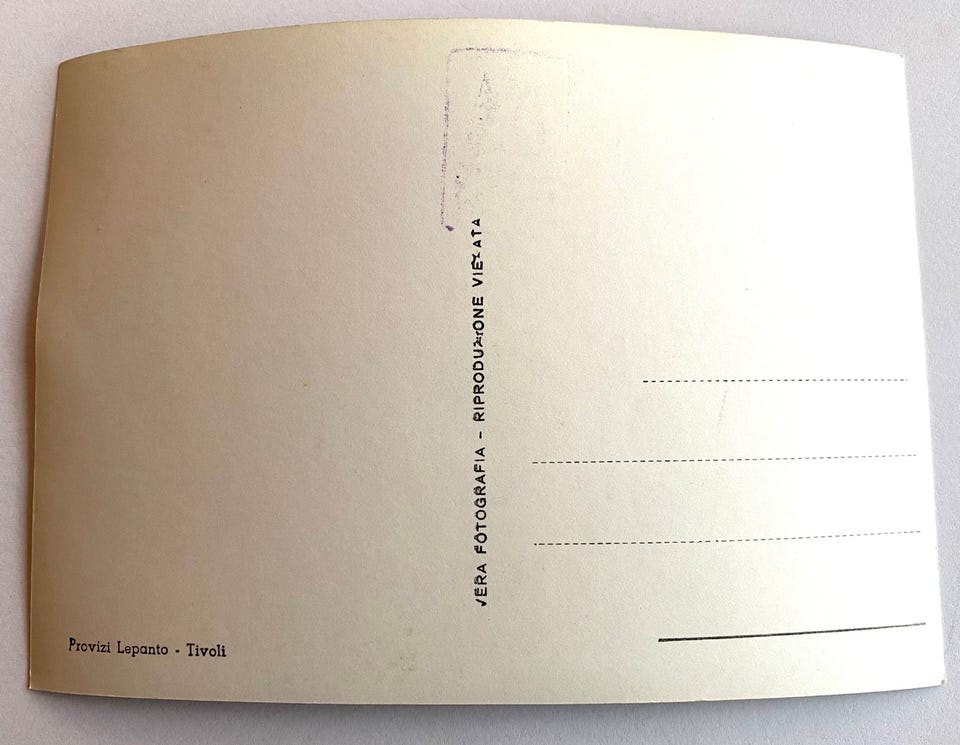 VERA FOTOGRAFIA - RIPRODUZIONE VIETATA
Provizi Lepanto - Tivoli